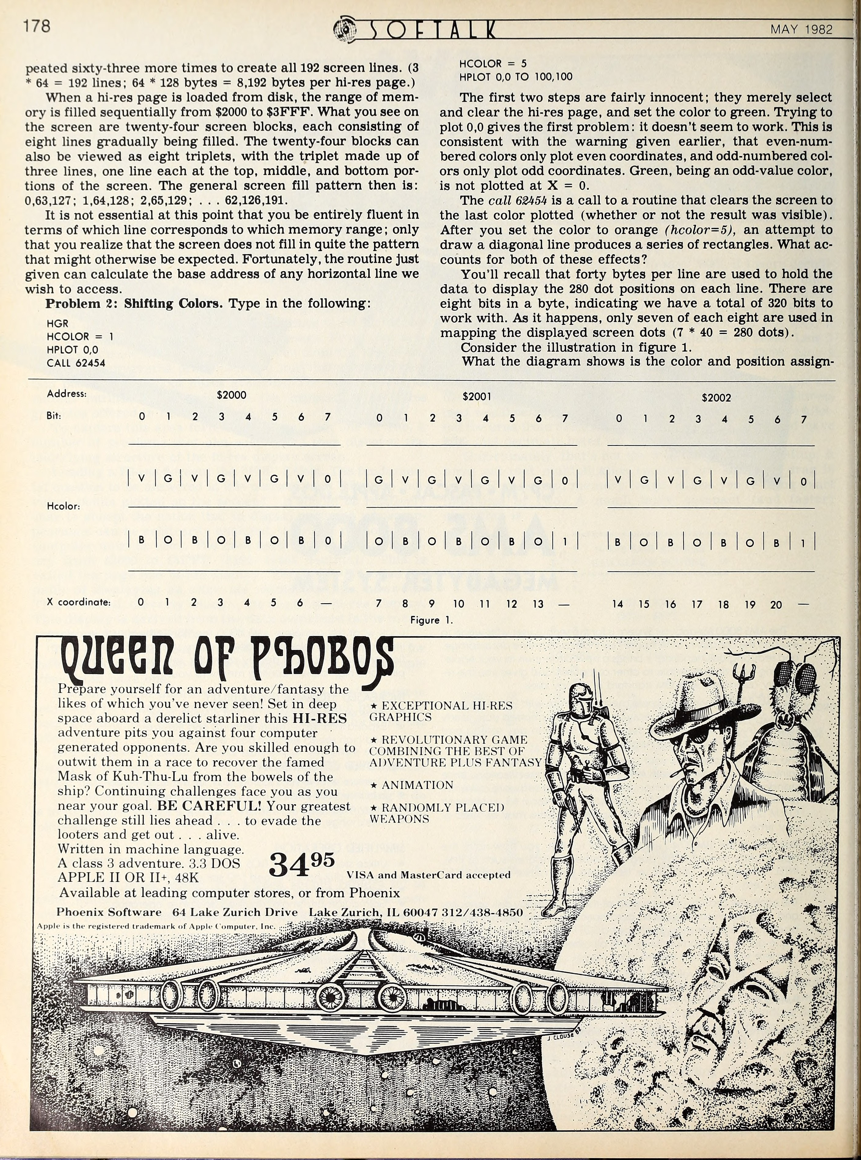 178
SOFTALK
MAY 1982
peated sixty-three more times to create all 192 screen lines. (3
* 64 = 192 lines; 64 * 128 bytes = 8,192 bytes per hi-res page.)
When a hi-res page is loaded from disk, the range of mem-
ory is filled sequentially from $2000 to $3FFF. What you see on
the screen are twenty-four screen blocks, each consisting of
eight lines gradually being filled. The twenty-four blocks can
also be viewed as eight triplets, with the triplet made up of
three lines, one line each at the top, middle, and bottom por-
tions of the screen. The general screen fill pattern then is:
0,63,127; 1,64,128; 2,65,129; . . . 62,126,191.
It is not essential at this point that you be entirely fluent in
terms of which line corresponds to which memory range; only
that you realize that the screen does not fill in quite the pattern
that might otherwise be expected. Fortunately, the routine just
given can calculate the base address of any horizontal line we
wish to access.
Problem 2: Shifting Colors. Type in the following:
HGR
HCOLOR = 1
HPLOT 0,0
CALL 62454
HCOLOR = 5
HPLOT 0,0 TO 100,100
The first two steps are fairly innocent; they merely select
and clear the hi-res page, and set the color to green. Trying to
plot 0,0 gives the first problem: it doesn't seem to work. This is
consistent with the warning given earlier, that even-num-
bered colors only plot even coordinates, and odd-numbered col-
ors only plot odd coordinates. Green, being an odd-value color,
is not plotted at X = 0.
The call 62454 is a call to a routine that clears the screen to
the last color plotted (whether or not the result was visible).
After you set the color to orange (hcolor=5), an attempt to
draw a diagonal line produces a series of rectangles. What ac-
counts for both of these effects?
You'll recall that forty bytes per line are used to hold the
data to display the 280 dot positions on each line. There are
eight bits in a byte, indicating we have a total of 320 bits to
work with. As it happens, only seven of each eight are used in
mapping the displayed screen dots (7 * 40 = 280 dots).
Consider the illustration in figure 1.
What the diagram shows is the color and position assign-
Address: $2000 $2001 $2002
Bit: 0 1 2 3 4 5 6 7 0 1 2 3 4 5 6 7 0 1 2 3 4 5 6 7
| V | G | V | G | V | G | V | 0 | | G | V | G | V | G | V | G | 0 | | V | G | V | G | V | G | V | 0 |
Hcolor:
| B | O | B | O | B | O | B | 0 | | O | B | O | B | O | B | O | 1 | | B | O | B | O | B | O | B | 1 |
X coordinate: 0 1 2 3 4 5 6 — 7 8 9 10 11 12 13 — 14 15 16 17 18 19 20 —
Figure 1.
QUEEN OF PHOBOS
Prepare yourself for an adventure/fantasy the
likes of which you've never seen! Set in deep
space aboard a derelict starliner this HI-RES
adventure pits you against four computer
generated opponents. Are you skilled enough to
outwit them in a race to recover the famed
Mask of Kuh-Thu-Lu from the bowels of the
ship? Continuing challenges face you as you
near your goal. BE CAREFUL! Your greatest
challenge still lies ahead . . . to evade the
looters and get out . . . alive.
Written in machine language.
A class 3 adventure. 3.3 DOS
APPLE II OR II+, 48K
★ EXCEPTIONAL HI-RES
GRAPHICS
★ REVOLUTIONARY GAME
COMBINING THE BEST OF
ADVENTURE PLUS FANTASY
★ ANIMATION
★ RANDOMLY PLACED
WEAPONS
3495
VISA and MasterCard accepted
Available at leading computer stores, or from Phoenix
Phoenix Software 64 Lake Zurich Drive Lake Zurich, IL 60047 312/438-4850
Apple is the registered trademark of Apple Computer, Inc.
J. CLOUSE